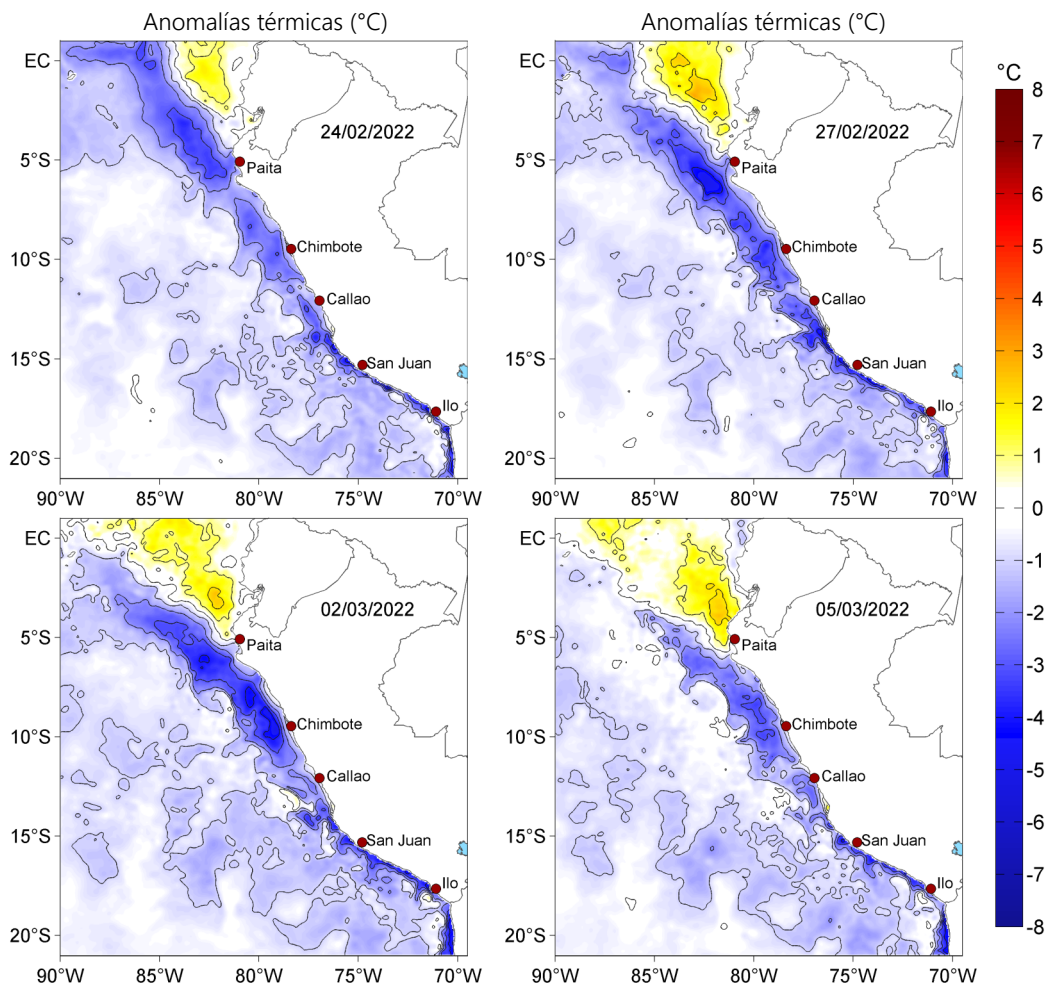 Anomalías térmicas (°C)
Anomalías térmicas (°C)
EC
5°S
10°S
15°S
20°S
90°W
85°W
80°W
75°W
70°W
24/02/2022
Paita
Chimbote
Callao
San Juan
Ilo
EC
5°S
10°S
15°S
20°S
90°W
85°W
80°W
75°W
70°W
27/02/2022
Paita
Chimbote
Callao
San Juan
Ilo
EC
5°S
10°S
15°S
20°S
90°W
85°W
80°W
75°W
70°W
02/03/2022
Paita
Chimbote
Callao
San Juan
Ilo
EC
5°S
10°S
15°S
20°S
90°W
85°W
80°W
75°W
70°W
05/03/2022
Paita
Chimbote
Callao
San Juan
Ilo
°C
8
7
6
5
4
3
2
1
0
-1
-2
-3
-4
-5
-6
-7
-8